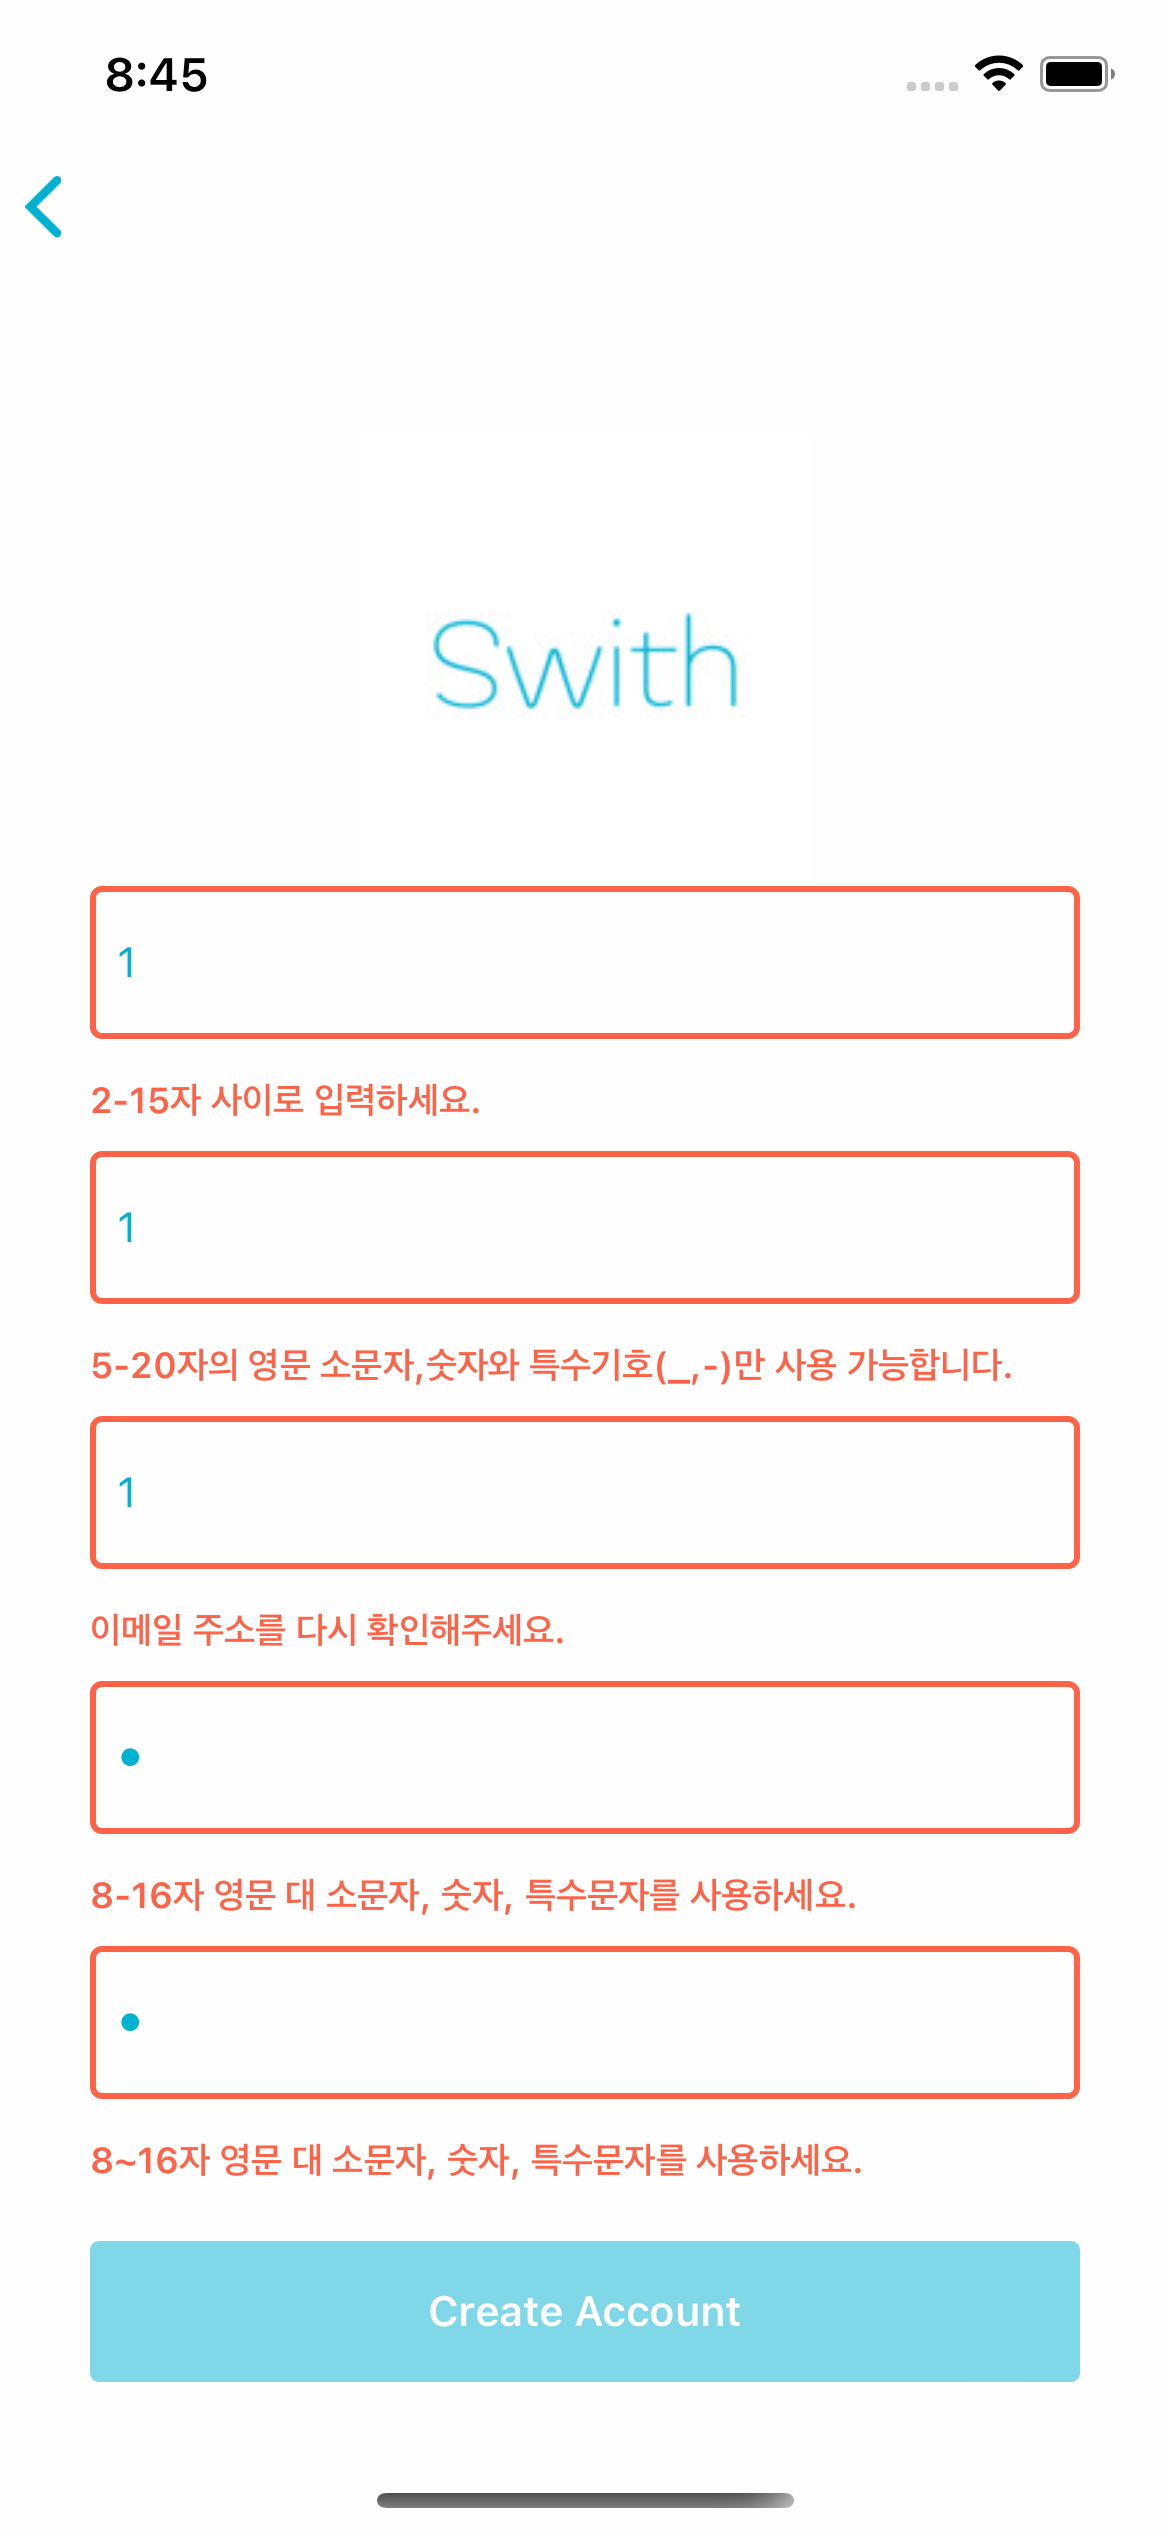 8:45
Swith
1
2-15자 사이로 입력하세요.
1
5-20자의 영문 소문자,숫자와 특수기호(_,-)만 사용 가능합니다.
1
이메일 주소를 다시 확인해주세요.
•
8-16자 영문 대 소문자, 숫자, 특수문자를 사용하세요.
•
8~16자 영문 대 소문자, 숫자, 특수문자를 사용하세요.
Create Account